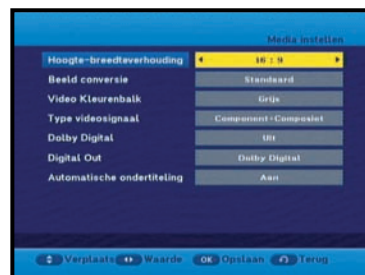 Media instellen
Hoogte-breedteverhouding 16 : 9
Beeld conversie Standaard
Video Kleurenbalk Grijs
Type videosignaal Component+Composiet
Dolby Digital Uit
Digital Out Dolby Digital
Automatische ondertiteling Aan
Verplaats Waarde OK Opslaan Terug